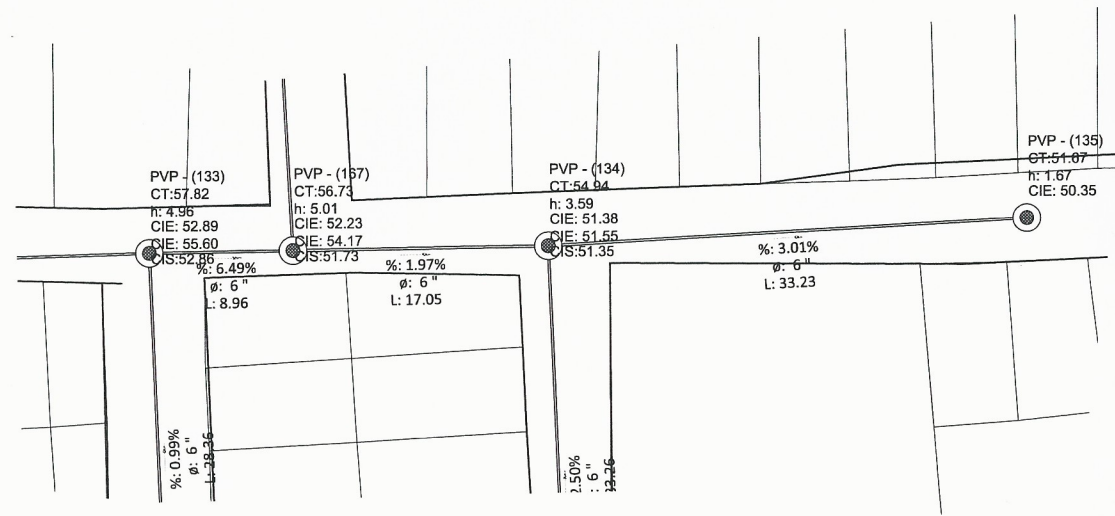 PVP - (133)
CT:57.82
h: 4.96
CIE: 52.89
CIE: 55.60
CIS:52.86
PVP - (167)
CT:56.73
h: 5.01
CIE: 52.23
CIE: 54.17
CIS:51.73
PVP - (134)
CT:54.94
h: 3.59
CIE: 51.38
CIE: 51.55
CIS:51.35
PVP - (135)
CT:51.67
h: 1.67
CIE: 50.35
%: 6.49%
ø: 6 "
L: 8.96
%: 1.97%
ø: 6 "
L: 17.05
%: 3.01%
ø: 6 "
L: 33.23
%: 0.99%
ø: 6 "
L: 28.36
2.50%
: 6 "